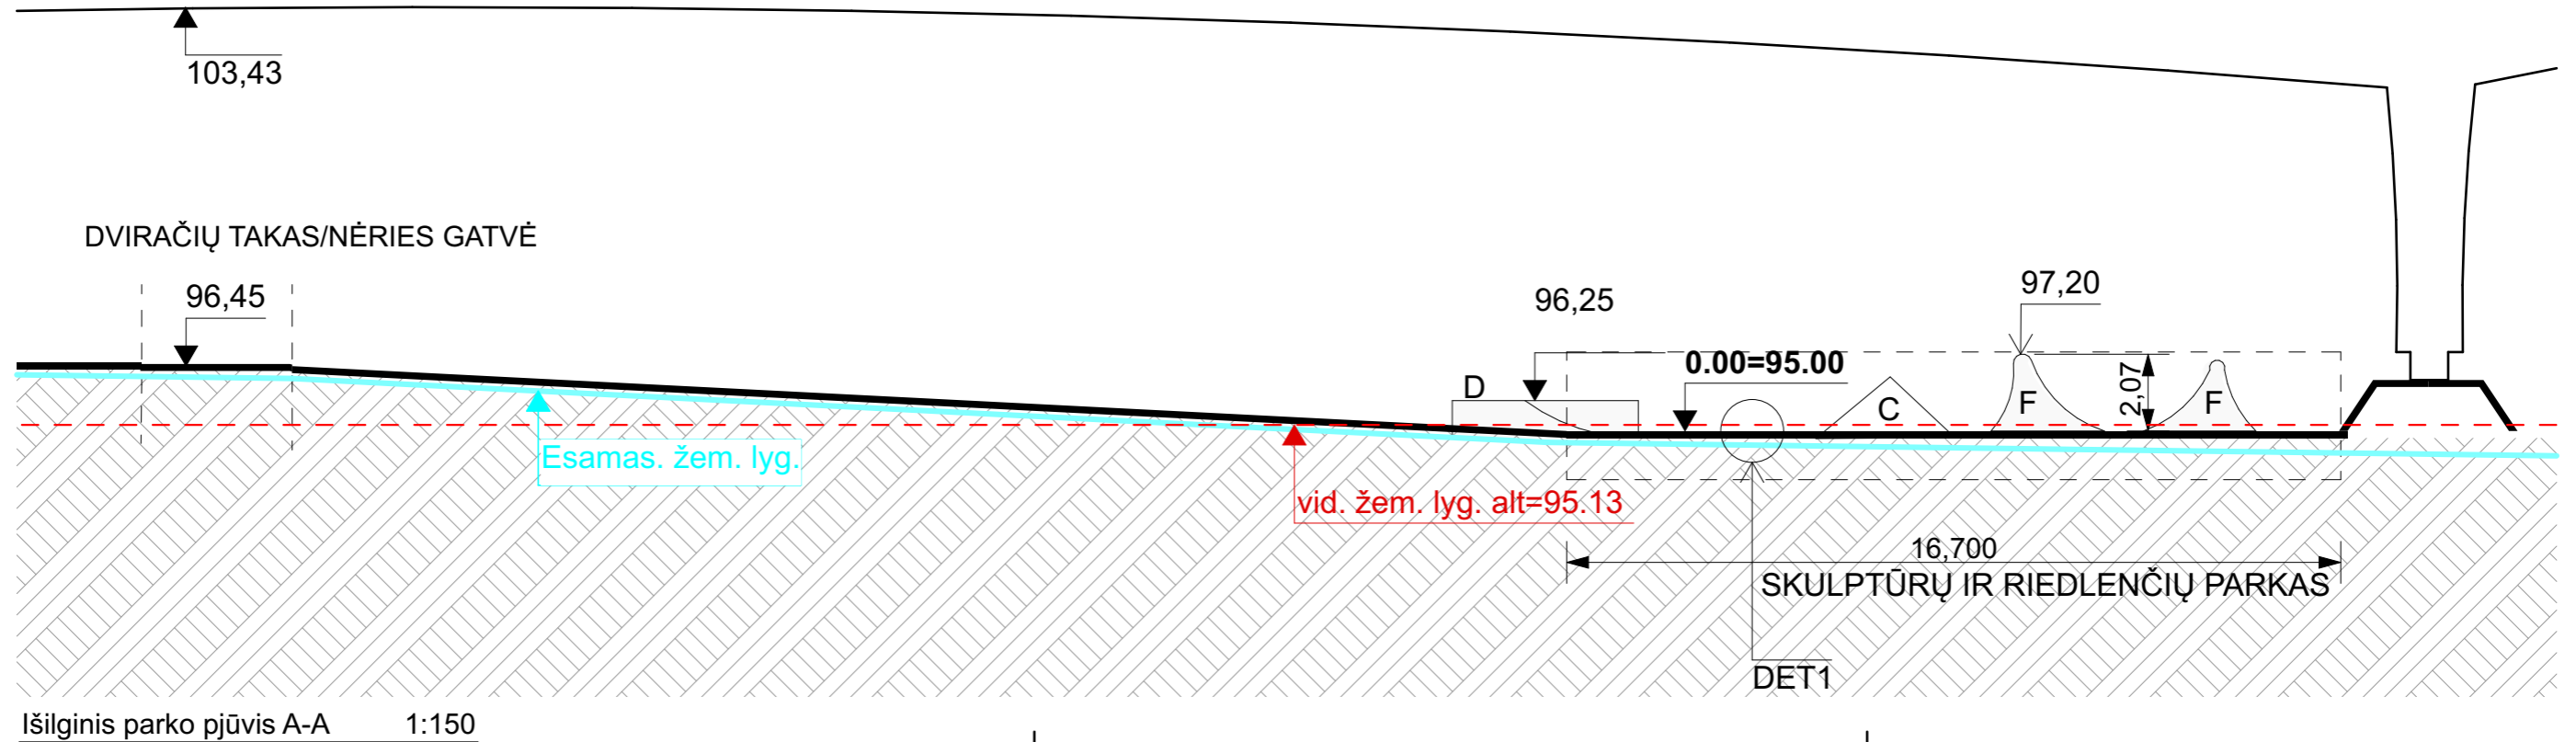 103,43
DVIRAČIŲ TAKAS/NĖRIES GATVĖ
96,45
96,25
97,20
0.00=95.00
D
C
F
2,07
F
Esamas. žem. lyg.
vid. žem. lyg. alt=95.13
16,700
SKULPTŪRŲ IR RIEDLENČIŲ PARKAS
DET1
Išilginis parko pjūvis A-A 1:150